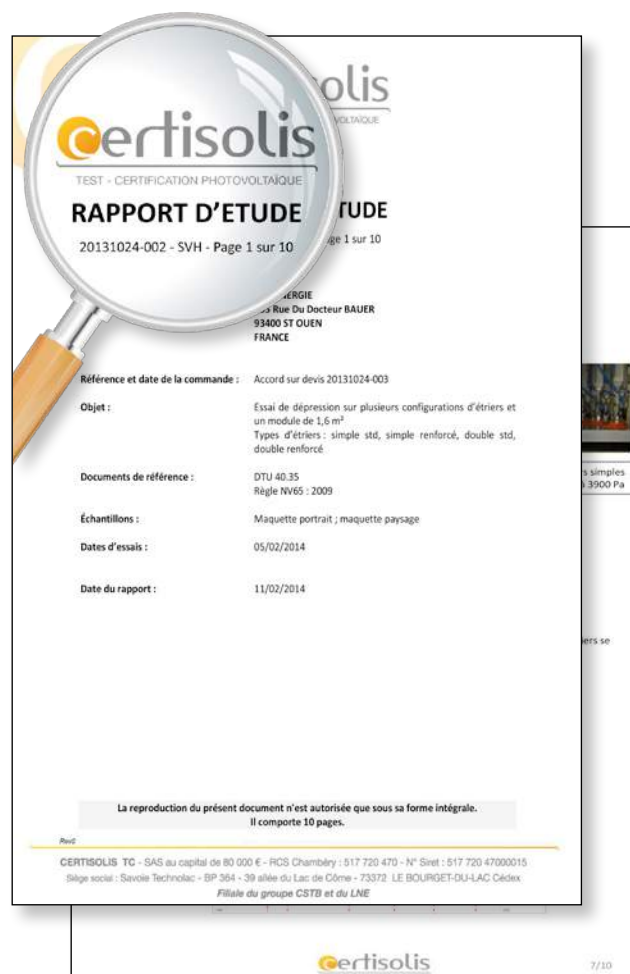 certisolis
TEST - CERTIFICATION PHOTOVOLTAÏQUE
RAPPORT D'ETUDE
20131024-002 - SVH - Page 1 sur 10
olis
VOLTAÏQUE
TUDE
ge 1 sur 10
ERGIE
Rue Du Docteur BAUER
93400 ST OUEN
FRANCE
Référence et date de la commande : Accord sur devis 20131024-003
Objet : Essai de dépression sur plusieurs configurations d'étriers et
un module de 1,6 m²
Types d'étriers : simple std, simple renforcé, double std,
double renforcé
Documents de référence : DTU 40.35
Règle NV65 : 2009
Échantillons : Maquette portrait ; maquette paysage
Dates d'essais : 05/02/2014
Date du rapport : 11/02/2014
s simples
à 3900 Pa
iers se
La reproduction du présent document n'est autorisée que sous sa forme intégrale.
Il comporte 10 pages.
CERTISOLIS TC - SAS au capital de 80 000 € - RCS Chambéry : 517 720 470 - N° Siret : 517 720 47000015
Siège social : Savoie Technolac - BP 364 - 39 allée du Lac de Côme - 73372 LE BOURGET-DU-LAC Cédex
Filiale du groupe CSTB et du LNE
certisolis
7/10